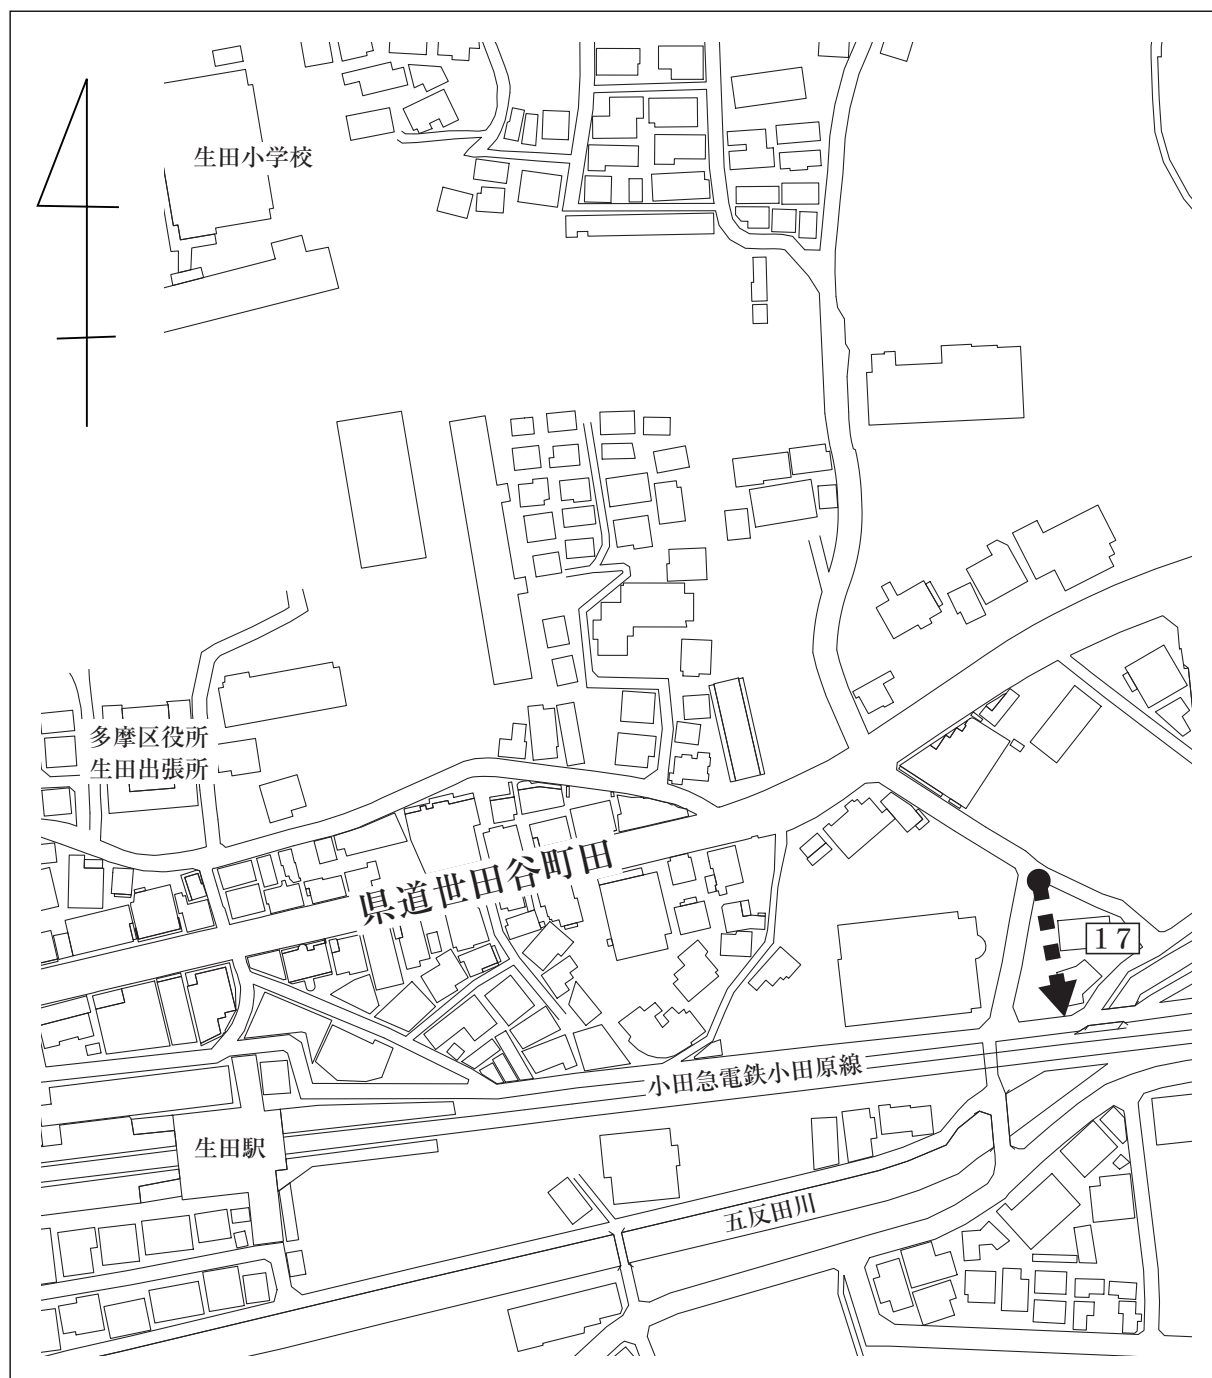 生田小学校
多摩区役所
生田出張所
県道世田谷町田
17
小田急電鉄小田原線
生田駅
五反田川